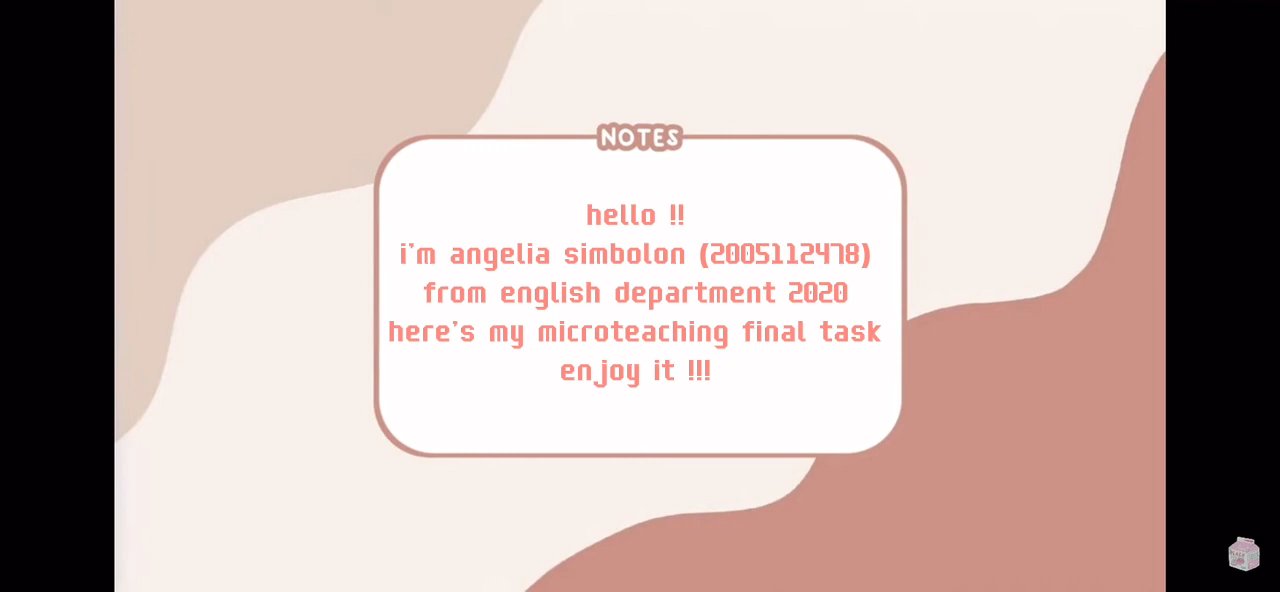 NOTES
hello !!
i'm angelia simbolon (2005112478)
from english department 2020
here's my microteaching final task
enjoy it !!!